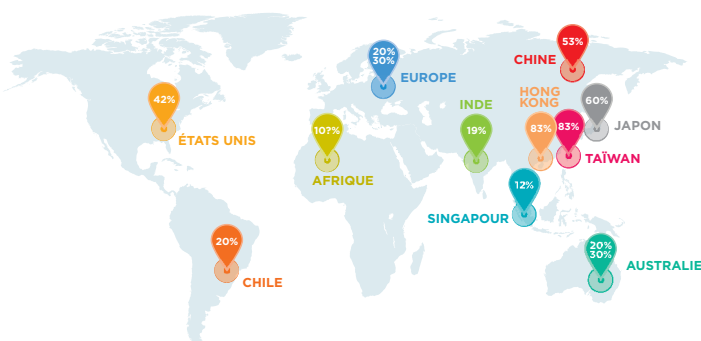 53%
CHINE
20%
30%
EUROPE
42%
ÉTATS UNIS
HONG
KONG
60%
JAPON
INDE
19%
83%
83%
TAÏWAN
10?%
AFRIQUE
12%
SINGAPOUR
20%
CHILE
20%
30%
AUSTRALIE